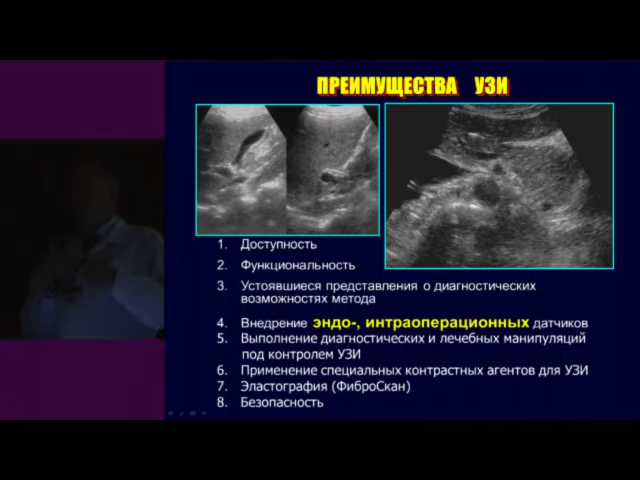 ПРЕИМУЩЕСТВА УЗИ
1. Доступность
2. Функциональность
3. Устоявшиеся представления о диагностических
возможностях метода
4. Внедрение эндо-, интраоперационных датчиков
5. Выполнение диагностических и лечебных манипуляций
под контролем УЗИ
6. Применение специальных контрастных агентов для УЗИ
7. Эластография (ФиброСкан)
8. Безопасность